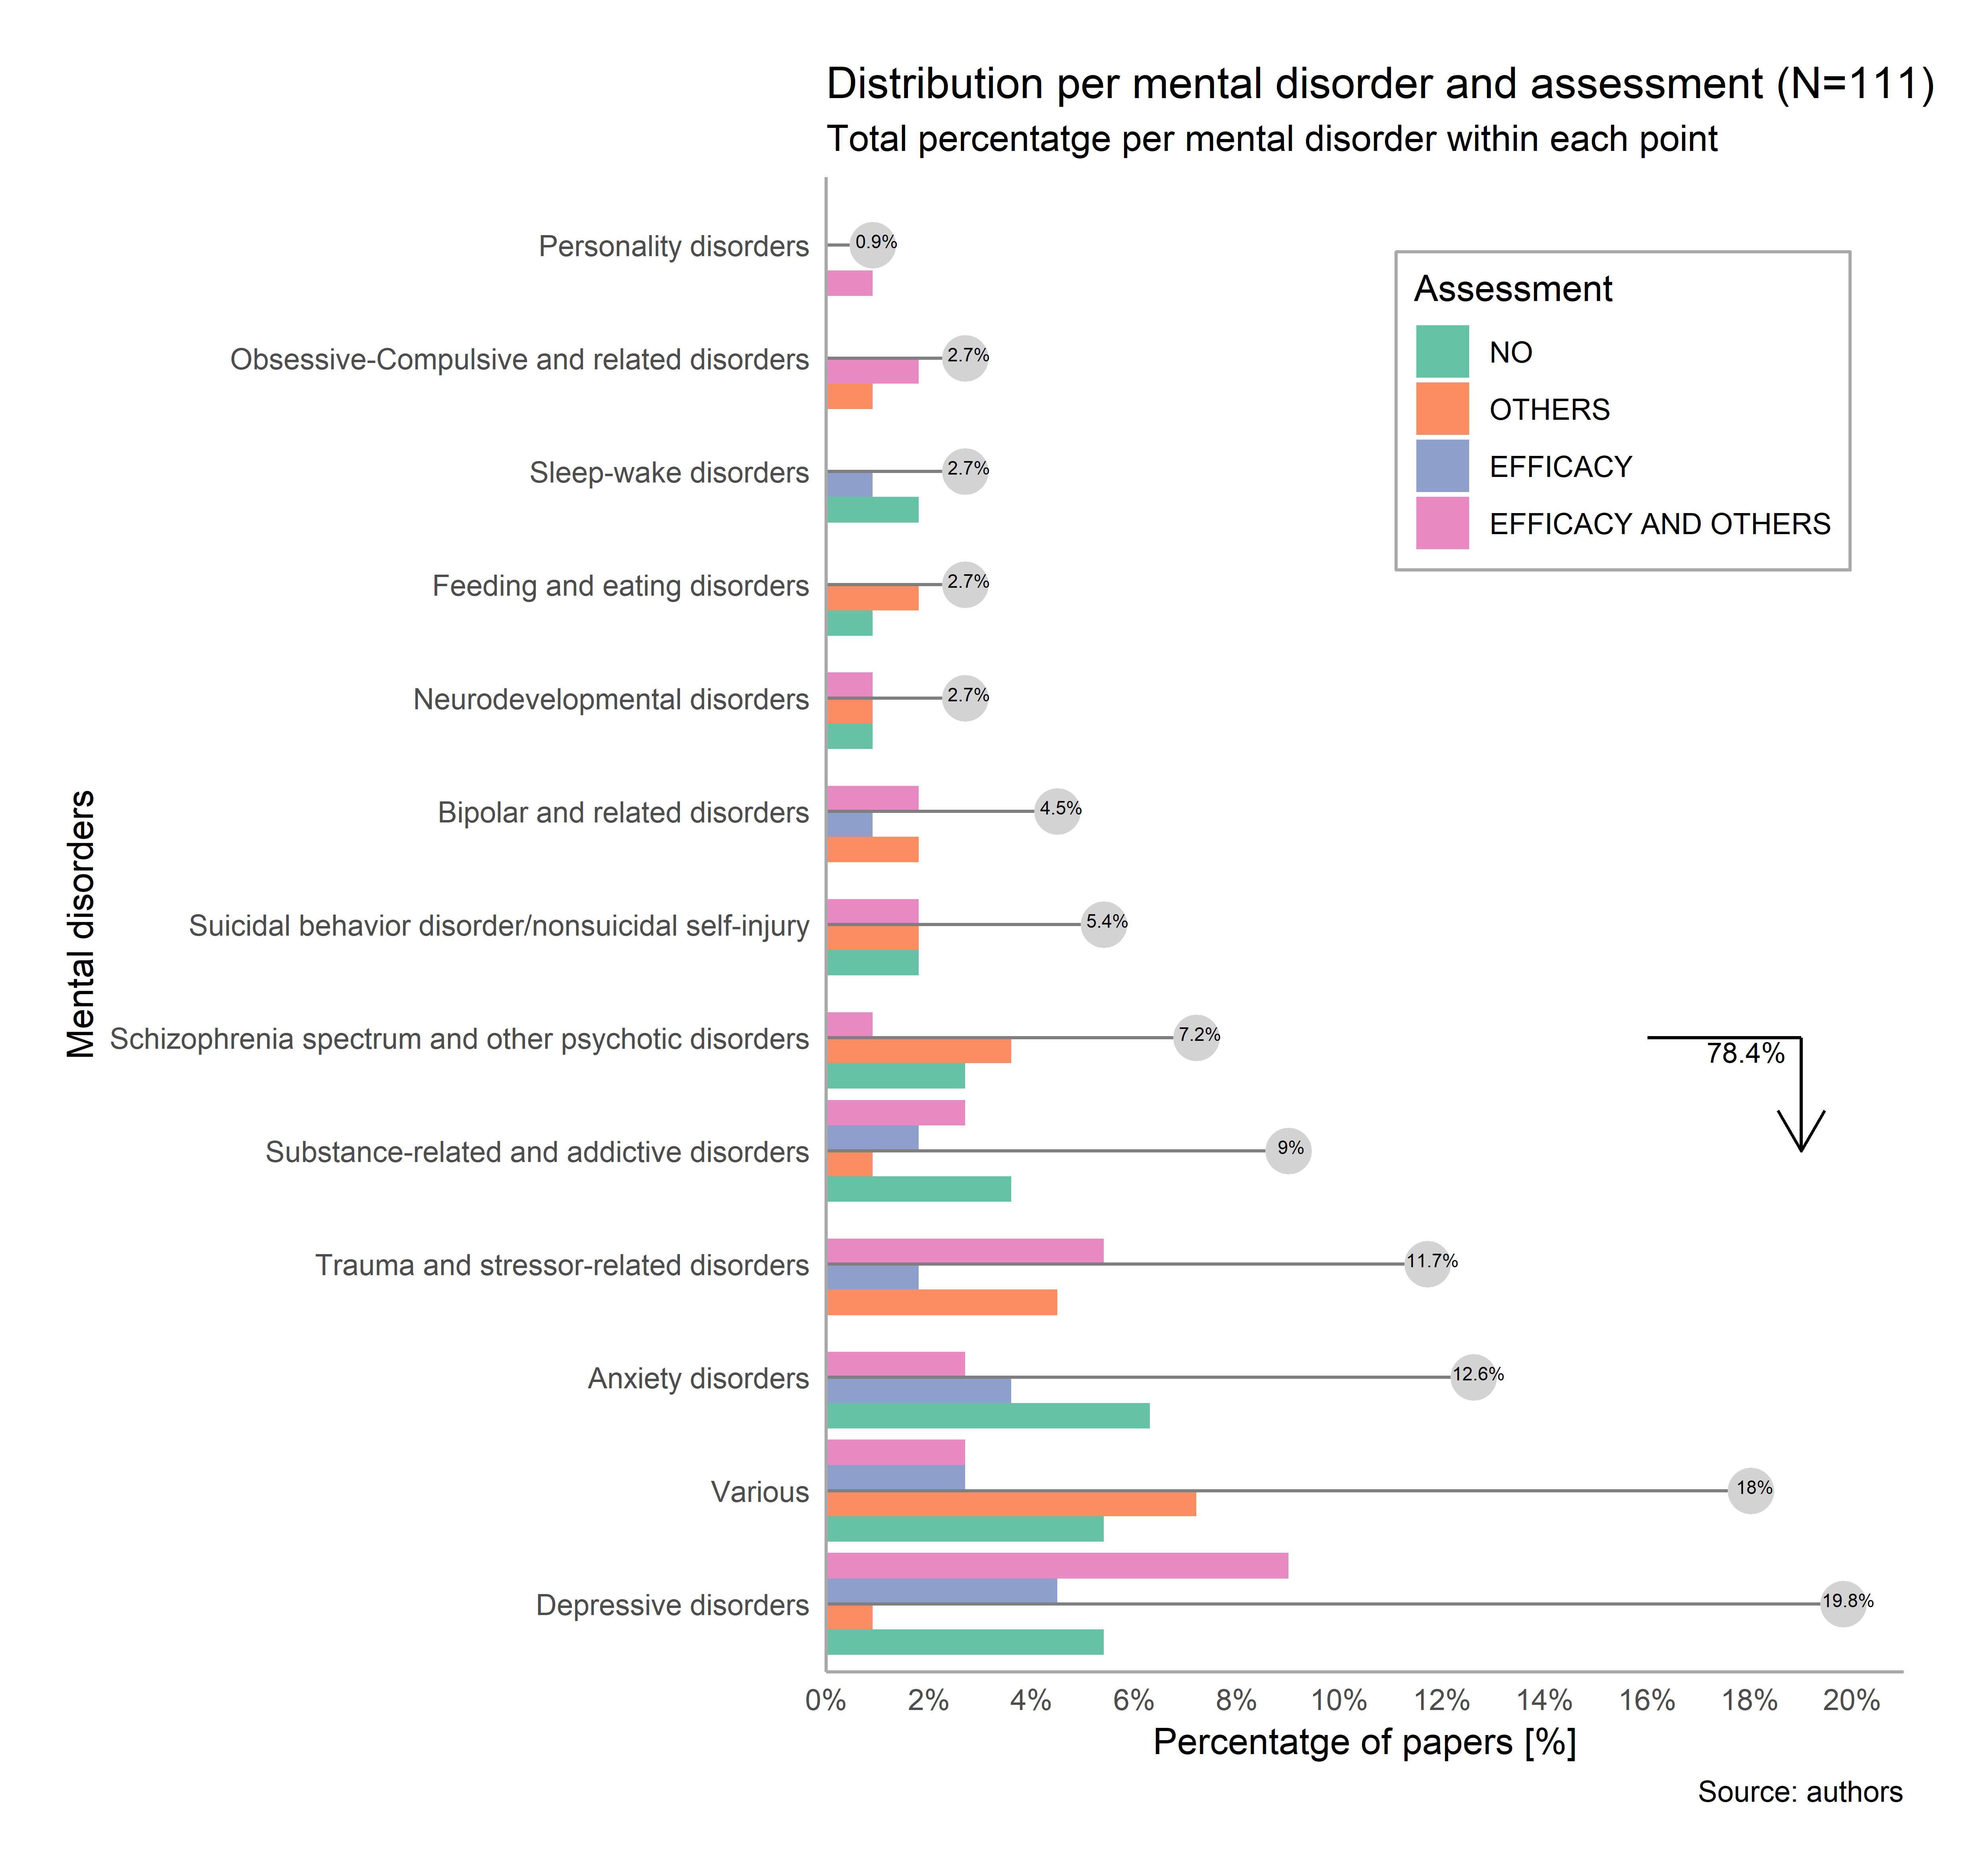 Distribution per mental disorder and assessment (N=111)
Total percentatge per mental disorder within each point
Mental disorders
Personality disorders
0.9%
Obsessive-Compulsive and related disorders
2.7%
Sleep-wake disorders
2.7%
Feeding and eating disorders
2.7%
Neurodevelopmental disorders
2.7%
Bipolar and related disorders
4.5%
Suicidal behavior disorder/nonsuicidal self-injury
5.4%
Schizophrenia spectrum and other psychotic disorders
7.2%
Substance-related and addictive disorders
9%
Trauma and stressor-related disorders
11.7%
Anxiety disorders
12.6%
Various
18%
Depressive disorders
19.8%
Assessment
NO
OTHERS
EFFICACY
EFFICACY AND OTHERS
78.4%
0% 2% 4% 6% 8% 10% 12% 14% 16% 18% 20%
Percentatge of papers [%]
Source: authors